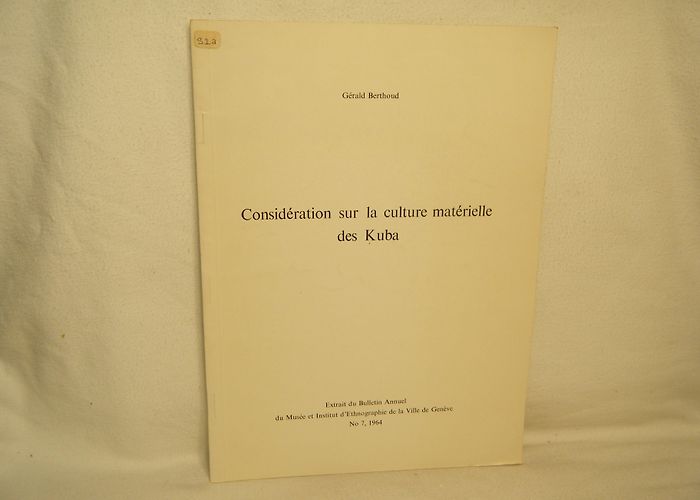 S2a
Gérald Berthoud
Considération sur la culture matérielle
des Kuba
Extrait du Bulletin Annuel
du Musée et Institut d'Ethnographie de la Ville de Genève
No 7, 1964